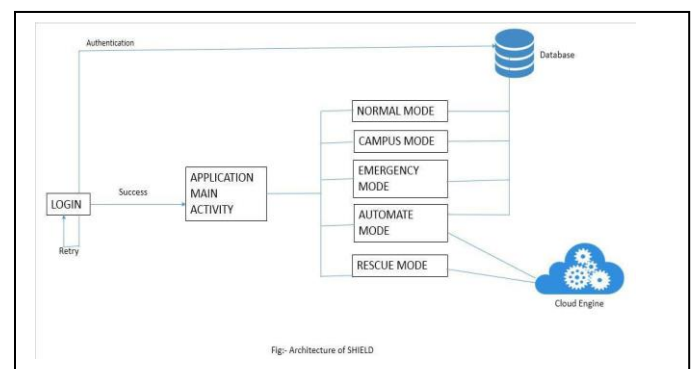 Authentication
Database
NORMAL MODE
CAMPUS MODE
EMERGENCY
MODE
APPLICATION
MAIN
ACTIVITY
Success
LOGIN
AUTOMATE
MODE
Retry
RESCUE MODE
Cloud Engine
Fig:- Architecture of SHIELD